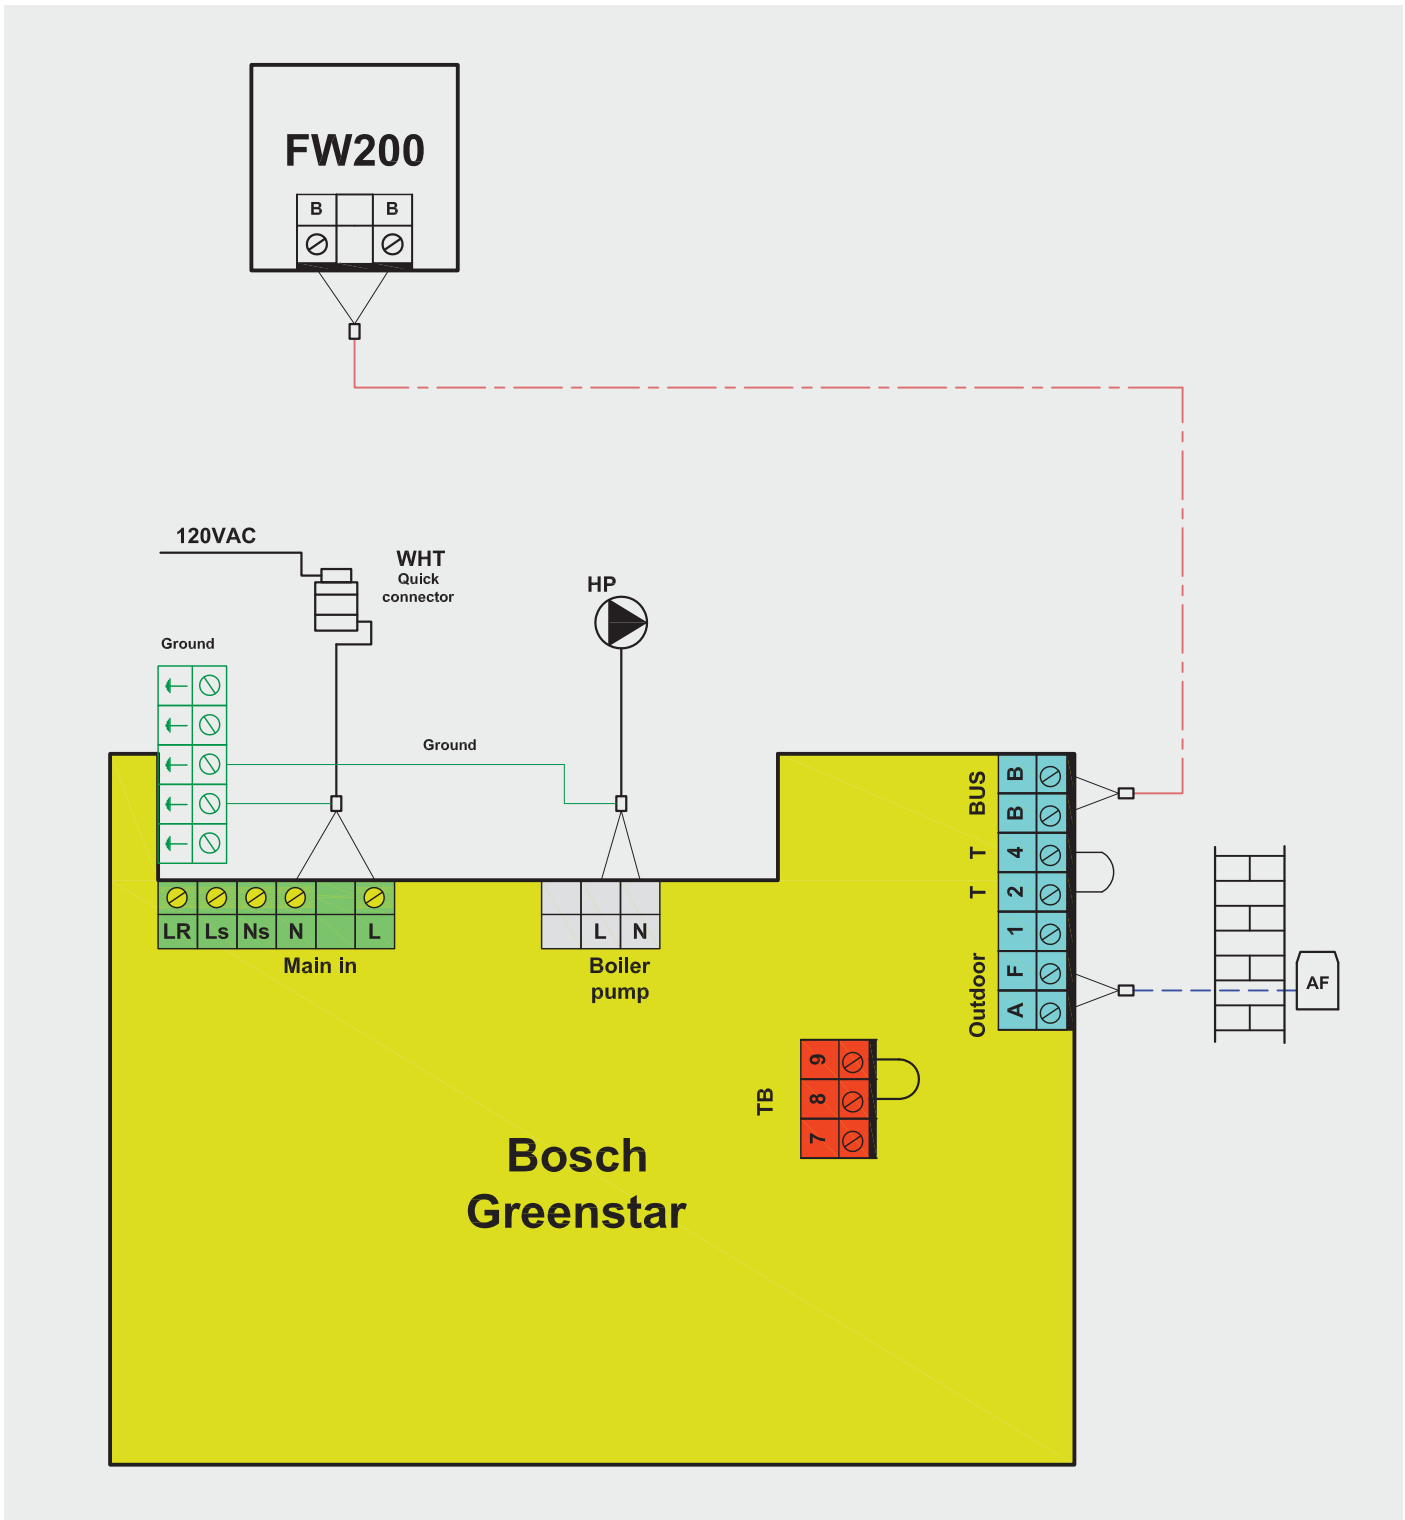 FW200
B B
120VAC
WHT
Quick
connector
HP
Ground
Ground
BUS
B
B
T
4
T
2
1
Outdoor
F
A
AF
LR Ls Ns N L
Main in
L N
Boiler
pump
TB
9
8
7
Bosch
Greenstar